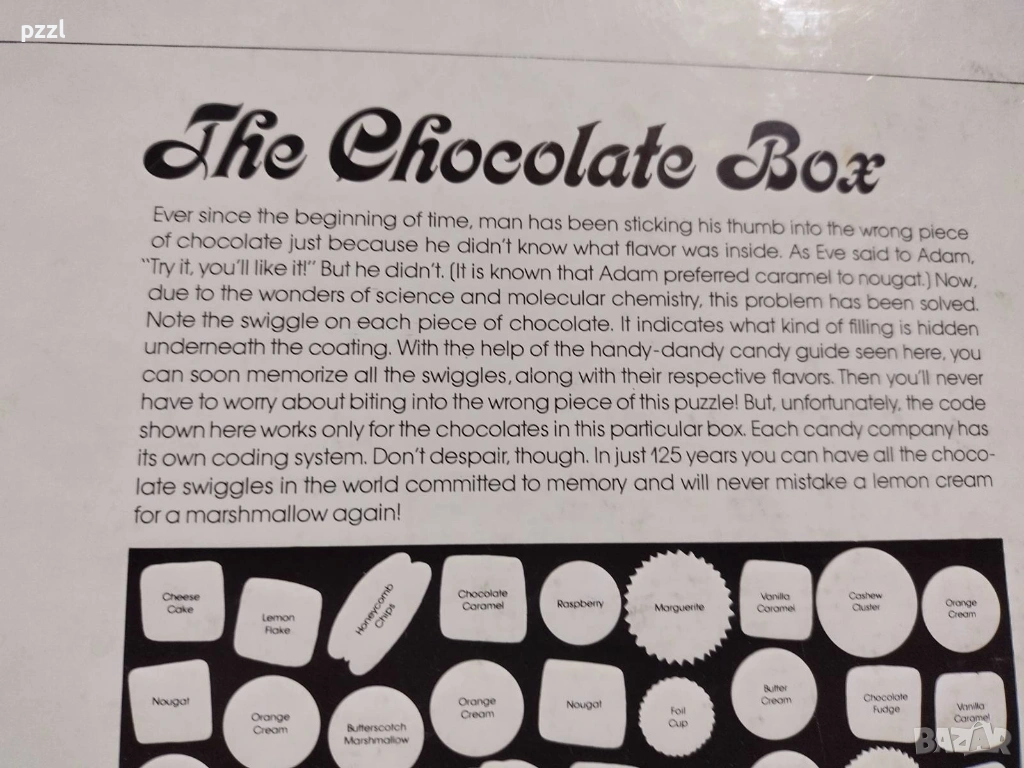 pzzl
The Chocolate Box
Ever since the beginning of time, man has been sticking his thumb into the wrong piece
of chocolate just because he didn't know what flavor was inside. As Eve said to Adam,
"Try it, you'll like it!" But he didn't. (It is known that Adam preferred caramel to nougat.) Now,
due to the wonders of science and molecular chemistry, this problem has been solved.
Note the swiggle on each piece of chocolate. It indicates what kind of filling is hidden
underneath the coating. With the help of the handy-dandy candy guide seen here, you
can soon memorize all the swiggles, along with their respective flavors. Then you'll never
have to worry about biting into the wrong piece of this puzzle! But, unfortunately, the code
shown here works only for the chocolates in this particular box. Each candy company has
its own coding system. Don't despair, though. In just 125 years you can have all the choco-
late swiggles in the world committed to memory and will never mistake a lemon cream
for a marshmallow again!
Cheese
Cake
Lemon
Flake
Honeycomb
Chips
Chocolate
Caramel
Raspberry
Marguerite
Vanilla
Caramel
Cashew
Cluster
Orange
Cream
Nougat
Orange
Cream
Butterscotch
Marshmallow
Orange
Cream
Nougat
Foil
Cup
Butter
Cream
Chocolate
Fudge
Vanilla
Caramel
BAZAR